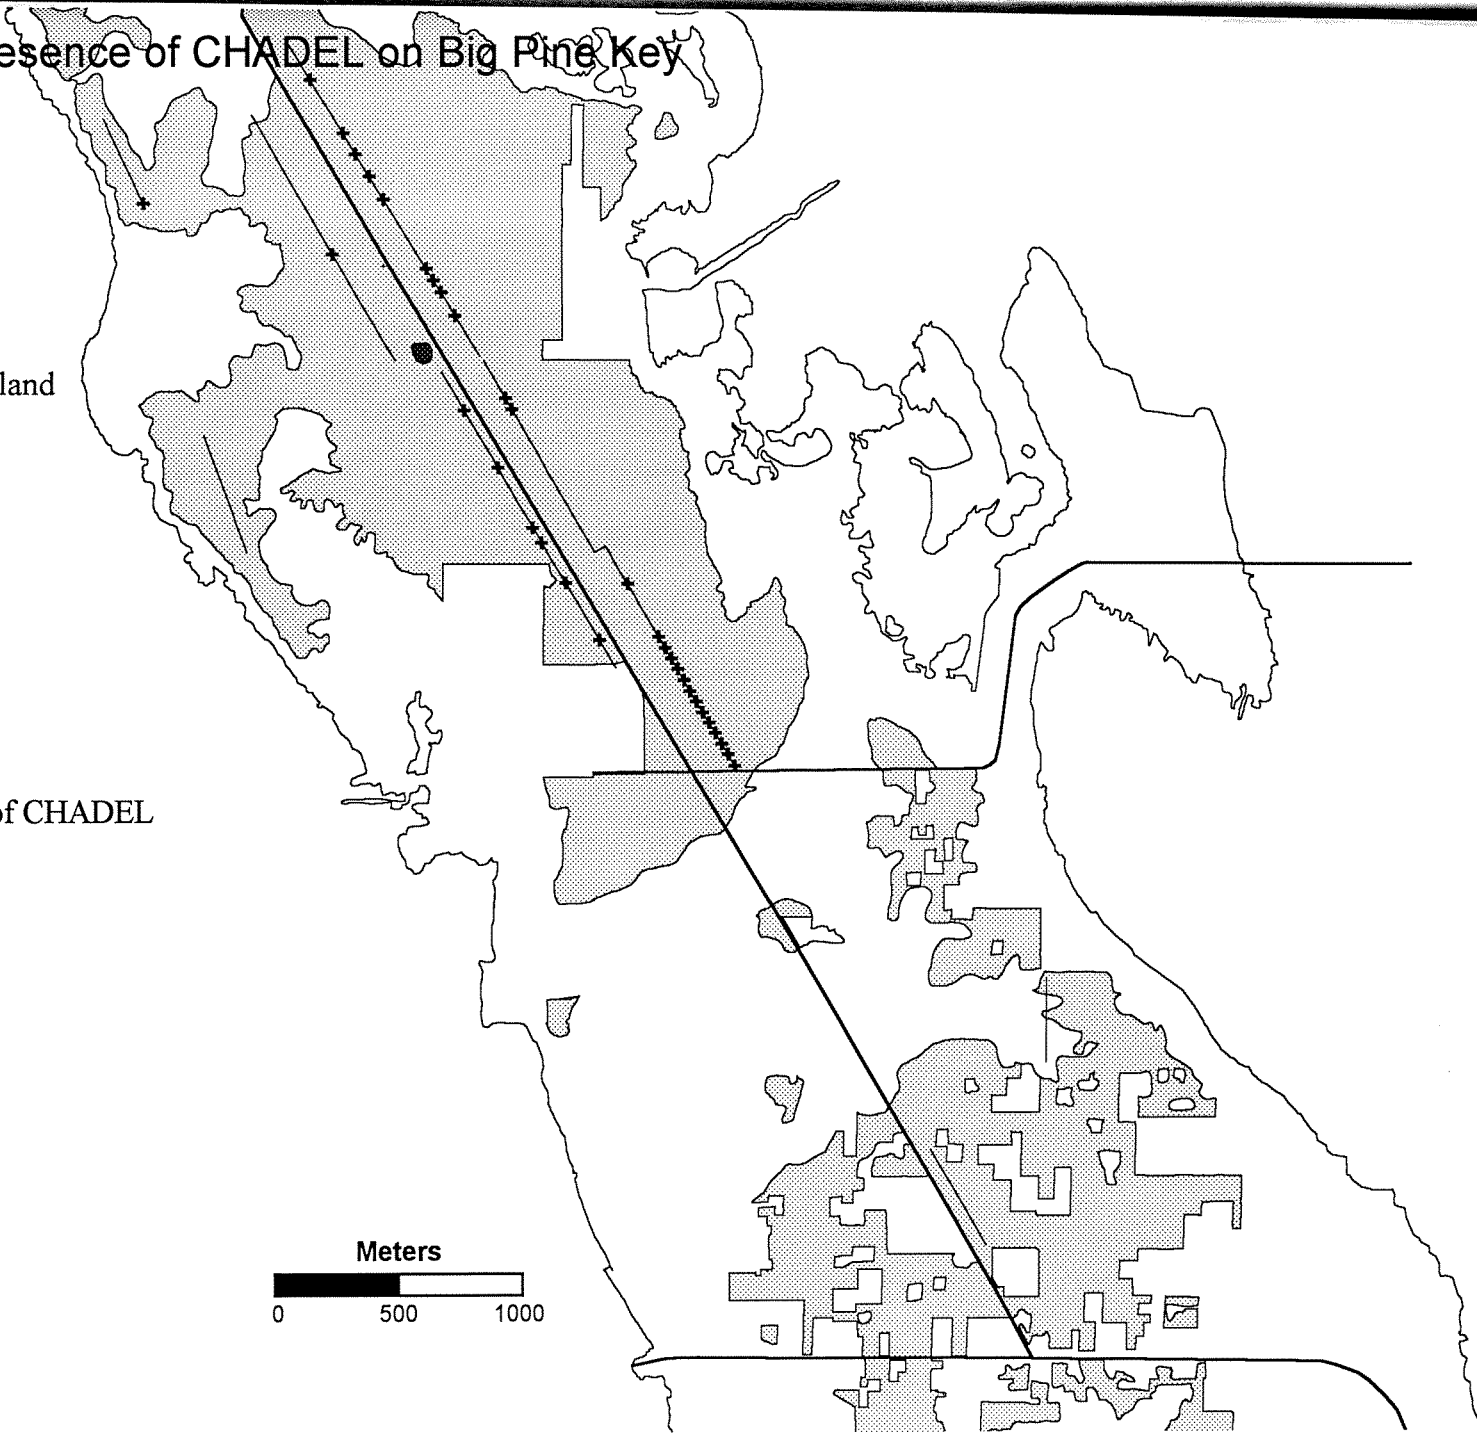 esence of CHADEL on Big Pine Key
land
of CHADEL
Meters
0 500 1000